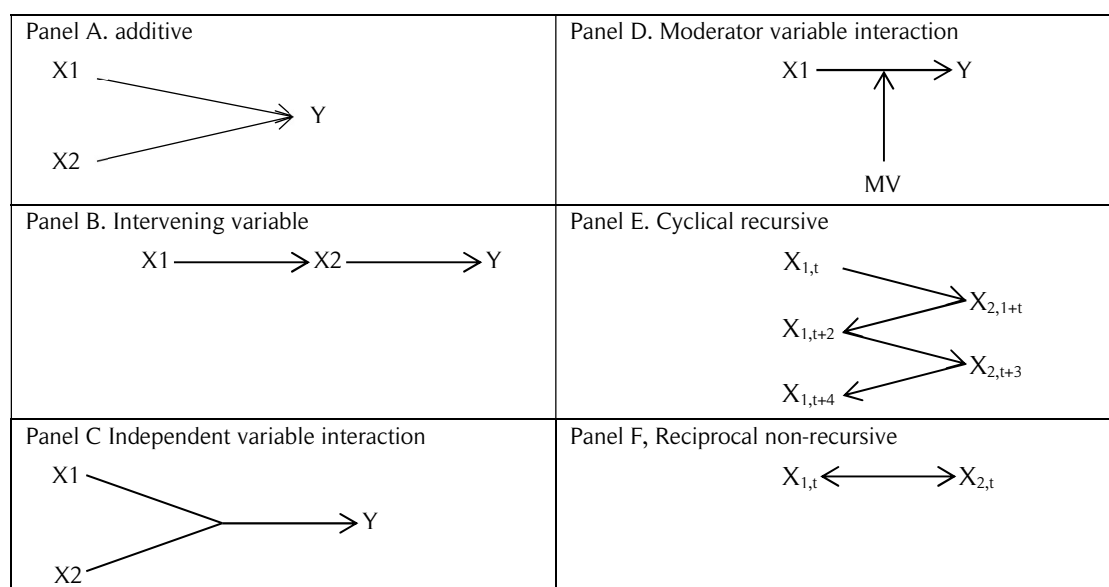 Panel A. additive
X1
Y
X2
Panel D. Moderator variable interaction
X1 Y
MV
Panel B. Intervening variable
X1 X2 Y
Panel E. Cyclical recursive
X1,t
X2,1+t
X1,t+2
X2,t+3
X1,t+4
Panel C Independent variable interaction
X1
Y
X2
Panel F, Reciprocal non-recursive
X1,t X2,t